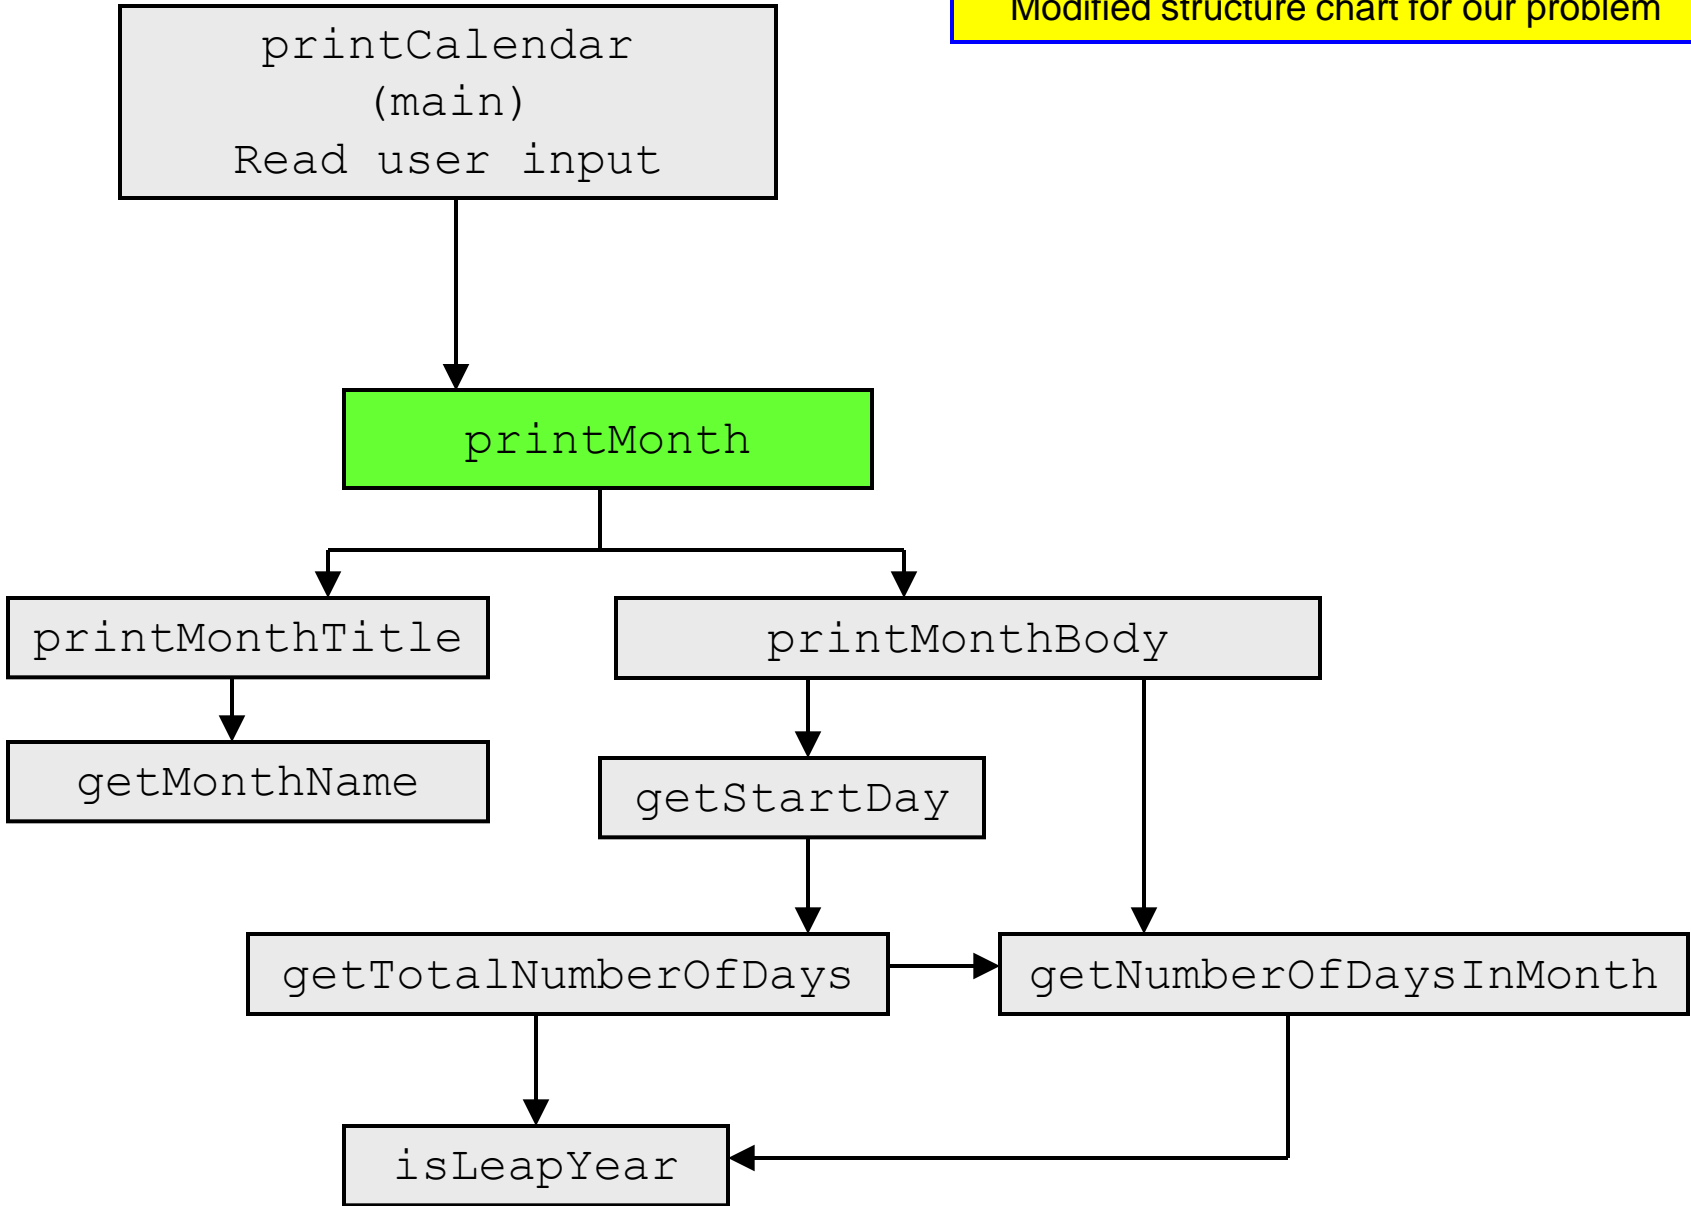 Modified structure chart for our problem
printCalendar
(main)
Read user input
printMonth
printMonthTitle
printMonthBody
getMonthName
getStartDay
getTotalNumberOfDays
getNumberOfDaysInMonth
isLeapYear